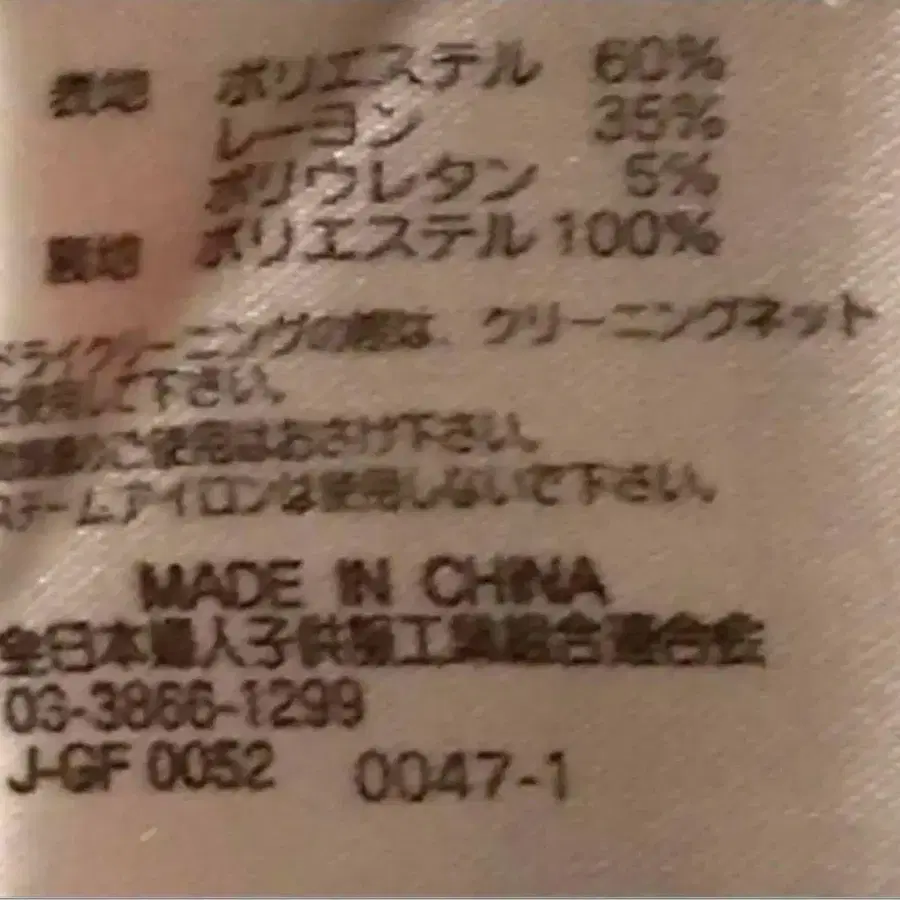 表地 ポリエステル 60%
レーヨン 35%
ポリウレタン 5%
裏地 ポリエステル 100%
ドライクリーニングの際は、クリーニングネット
を使用して下さい。
のご使用はおさけ下さい。
スチームアイロンは使用しないで下さい。
MADE IN CHINA
全日本婦人子供服工業組合連合会
03-3866-1299
J-GF 0052 0047-1